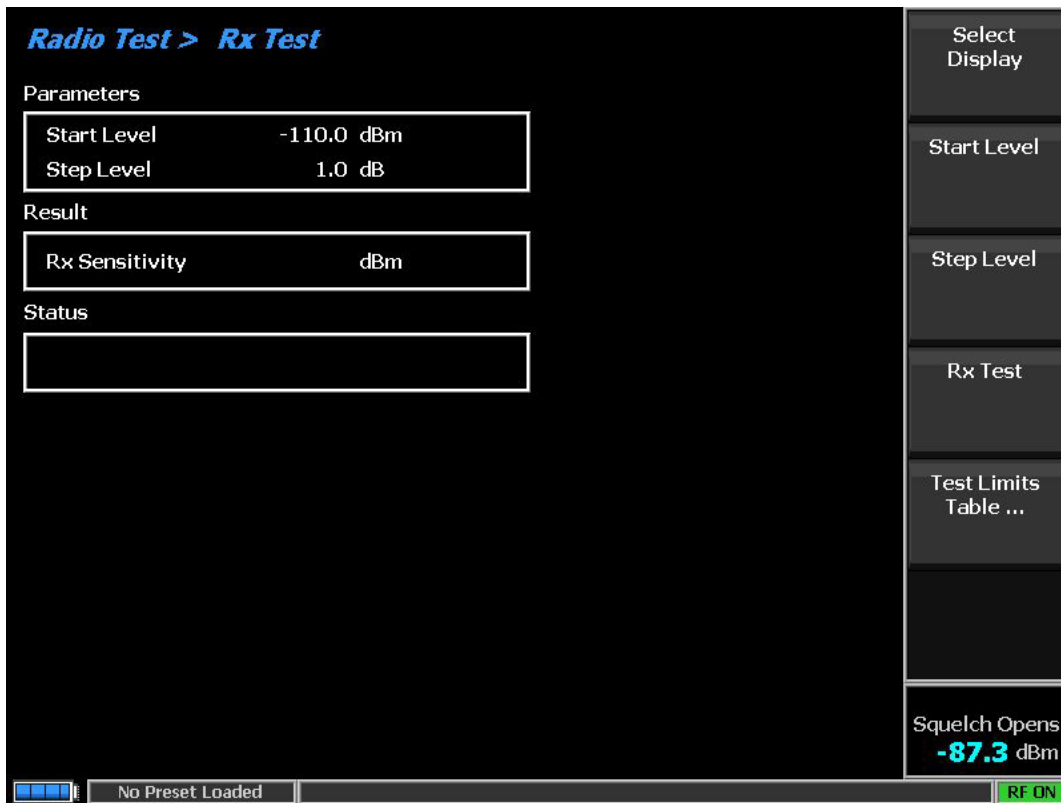 Radio Test > Rx Test
Parameters
Start Level -110.0 dBm
Step Level 1.0 dB
Result
Rx Sensitivity dBm
Status
Select
Display
Start Level
Step Level
Rx Test
Test Limits
Table ...
Squelch Opens
-87.3 dBm
No Preset Loaded
RF ON